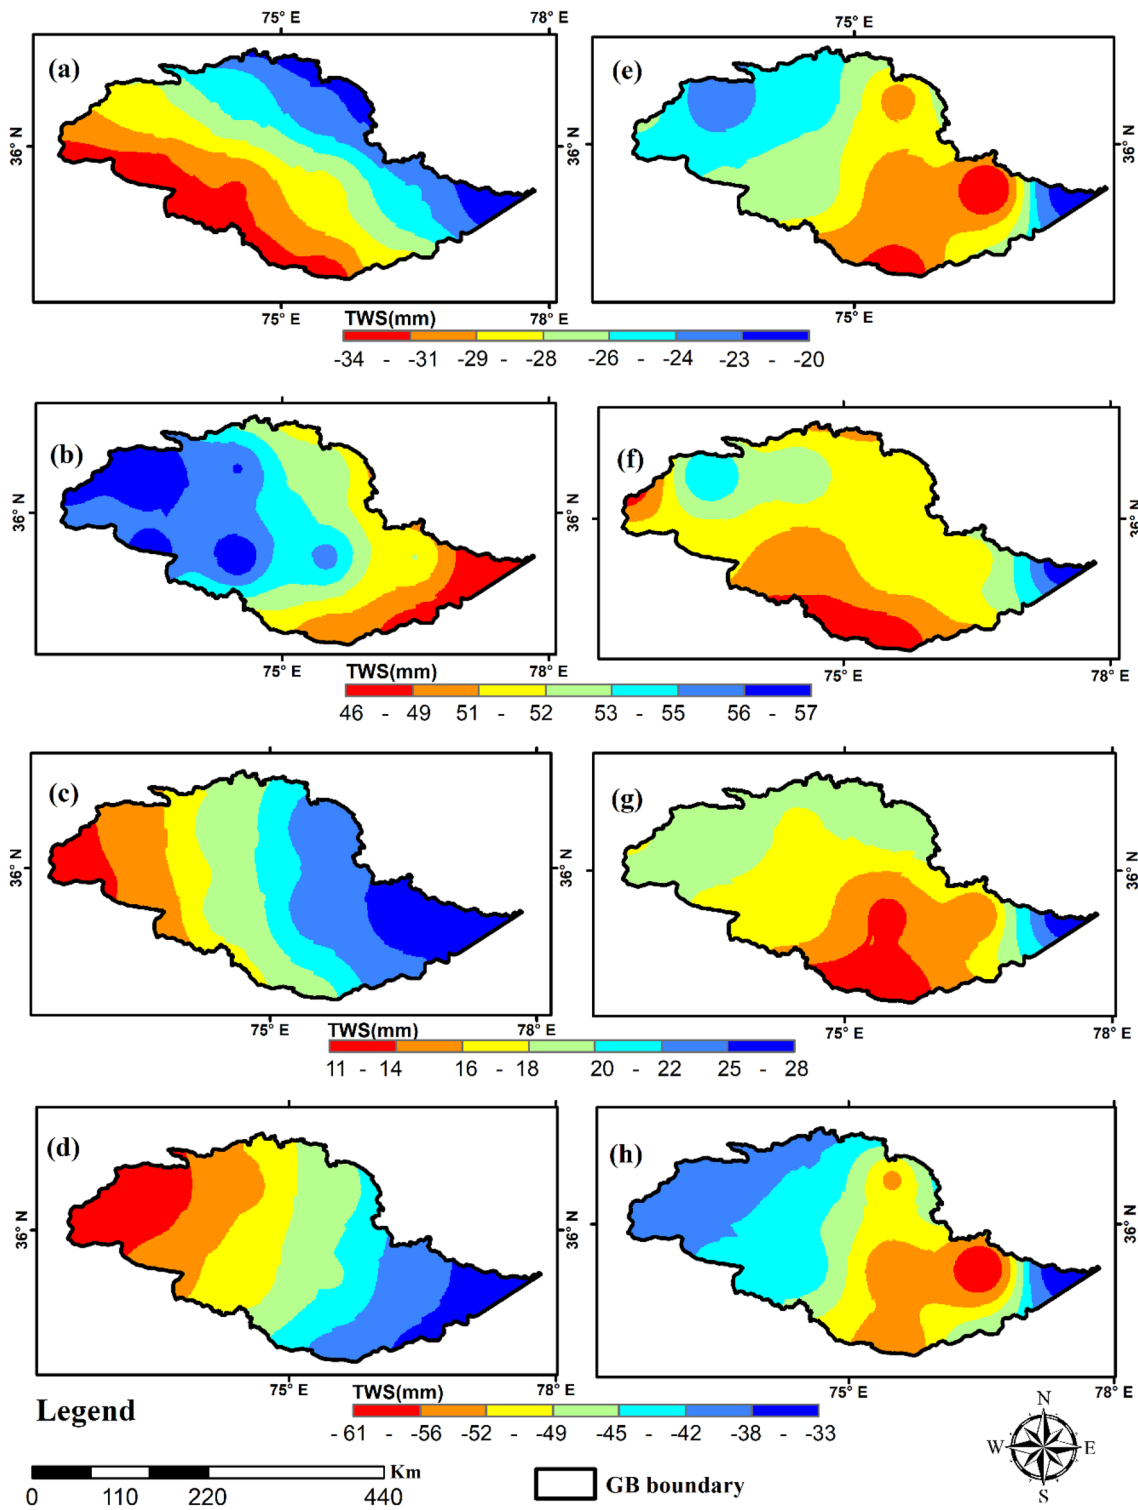 75° E 78° E 75° E
(a) (e)
36° N 36° N 36° N
75° E 78° E 75° E
TWS(mm)
-34 - -31 -29 - -28 -26 - -24 -23 - -20
(b) (f)
36° N 36° N 36° N
75° E 78° E 75° E 78° E
TWS(mm)
46 - 49 51 - 52 53 - 55 56 - 57
(c) (g)
36° N 36° N 36° N
75° E 78° E 75° E 78° E
TWS(mm)
11 - 14 16 - 18 20 - 22 25 - 28
(d) (h)
36° N 36° N 36° N
75° E 78° E 75° E 78° E
TWS(mm)
-61 - -56 -52 - -49 -45 - -42 -38 - -33
Legend
Km
0 110 220 440
GB boundary
N
W E
S